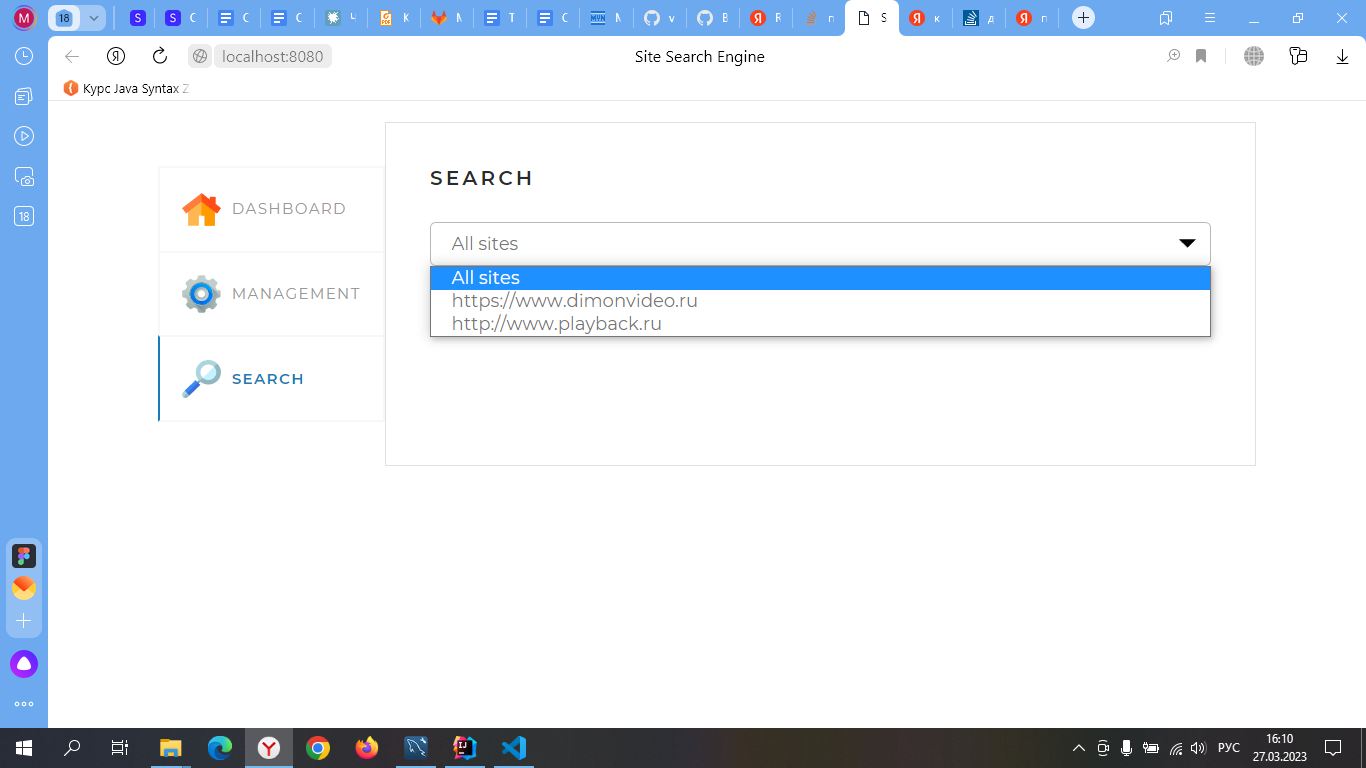 M 18 S S C C C Ч К M T C M v B R п S к д п
localhost:8080 Site Search Engine
Курс Java Syntax Z
18
SEARCH
DASHBOARD
MANAGEMENT
SEARCH
All sites
All sites
https://www.dimonvideo.ru
http://www.playback.ru
РУС
16:10
27.03.2023